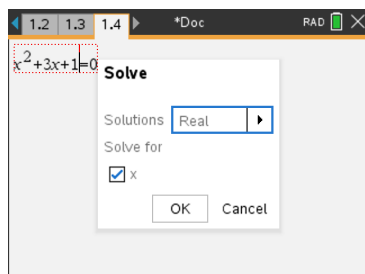 1.2 1.3 1.4 *Doc RAD
x²+3x+1=0
Solve
Solutions Real
Solve for
x
OK Cancel